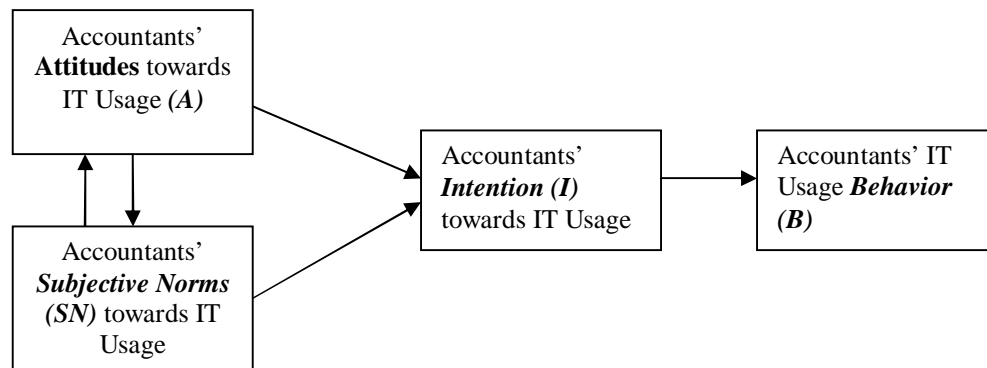 Accountants’
Attitudes towards
IT Usage (A)
Accountants’
Subjective Norms
(SN) towards IT
Usage
Accountants’
Intention (I)
towards IT Usage
Accountants’ IT
Usage Behavior
(B)